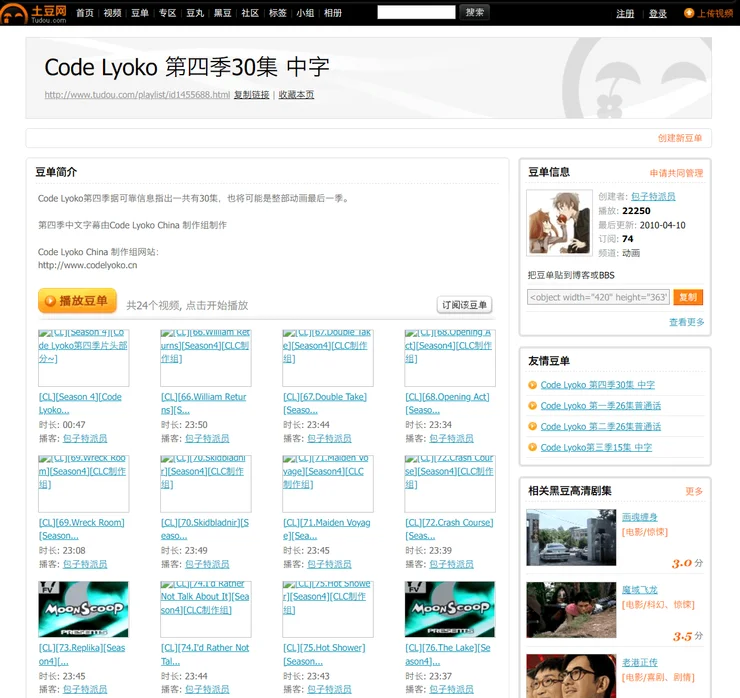 土豆网
Tudou.com
首页 | 视频 | 豆单 | 专区 | 豆丸 | 黑豆 | 社区 | 标签 | 小组 | 相册
搜索
注册 | 登录
上传视频
Code Lyoko 第四季30集 中字
http://www.tudou.com/playlist/id1455688.html 复制链接 | 收藏本页
创建新豆单
豆单简介
Code Lyoko第四季据可靠信息指出一共有30集，也将可能是整部动画最后一季。
第四季中文字幕由Code Lyoko China 制作组制作
Code Lyoko China 制作组网站：
http://www.codelyoko.cn
播放豆单
共24个视频, 点击开始播放
订阅该豆单
[CL][Season 4][Co
de Lyoko第四季片头部
分~]
[CL][66.William Ret
urns][Season4][CLC制
作组]
[CL][67.Double Tak
e][Season4][CLC制作
组]
[CL][68.Opening A
ct][Season4][CLC制作
组]
[CL][Season 4][Code
Lyoko...
时长: 00:47
播客: 包子特派员
[CL][66.William Retur
ns][S...
时长: 23:50
播客: 包子特派员
[CL][67.Double Take]
[Seaso...
时长: 23:44
播客: 包子特派员
[CL][68.Opening Act]
[Seaso...
时长: 23:34
播客: 包子特派员
[CL][69.Wreck Roo
m][Season4][CLC制作
组]
[CL][70.Skidbladni
r][Season4][CLC制作
组]
[CL][71.Maiden Vo
yage][Season4][CLC
制作组]
[CL][72.Crash Cour
se][Season4][CLC制
作组]
[CL][69.Wreck Room]
[Season...
时长: 23:08
播客: 包子特派员
[CL][70.Skidbladnir][S
easo...
时长: 23:49
播客: 包子特派员
[CL][71.Maiden Voyag
e][Sea...
时长: 23:45
播客: 包子特派员
[CL][72.Crash Course]
[Seas...
时长: 23:39
播客: 包子特派员
FV
MOONSCOOP
PRESENTS
[CL][74.I'd Rather
Not Talk About It][Sea
son4][CLC制作组]
[CL][75.Hot Showe
r][Season4][CLC制作
组]
FV
MOONSCOOP
PRESENTS
[CL][73.Replika][Seas
on4][...
时长: 23:45
播客: 包子特派员
[CL][74.I'd Rather Not
Tal...
时长: 23:44
播客: 包子特派员
[CL][75.Hot Shower]
[Season...
时长: 23:43
播客: 包子特派员
[CL][76.The Lake][Se
ason4]...
时长: 23:37
播客: 包子特派员
豆单信息
申请共同管理
创建者: 包子特派员
播放: 22250
最后更新: 2010-04-10
订阅: 74
频道: 动画
把豆单贴到博客或BBS
<object width="420" height="363"
复制
查看更多
友情豆单
Code Lyoko 第四季30集 中字
Code Lyoko 第一季26集普通话
Code Lyoko 第二季26集普通话
Code Lyoko第三季15集 中字
相关黑豆高清剧集
更多
雨魂缠身
[电影/惊悚]
3.0 分
魔域飞龙
[电影/科幻、惊悚]
3.5 分
老港正传
[电影/喜剧、剧情]